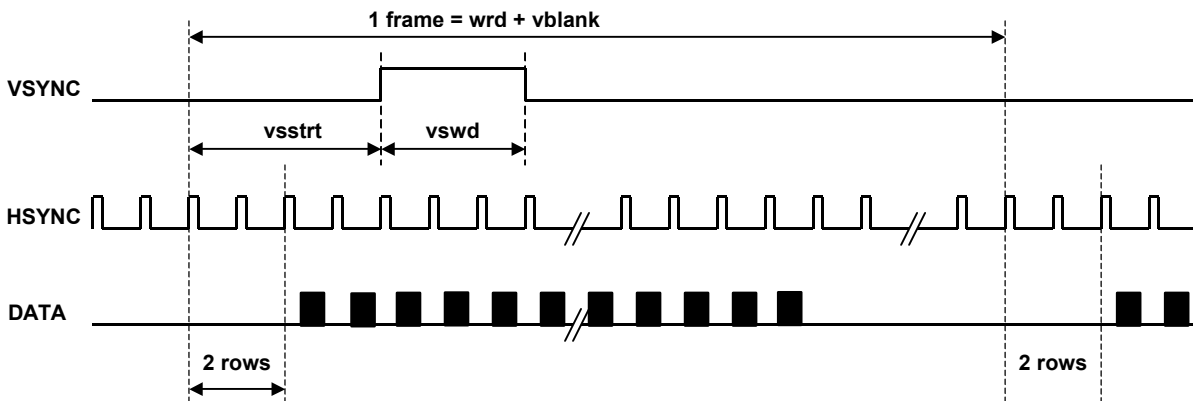 1 frame = wrd + vblank
VSYNC
vsstrt
vswd
HSYNC
DATA
2 rows
2 rows